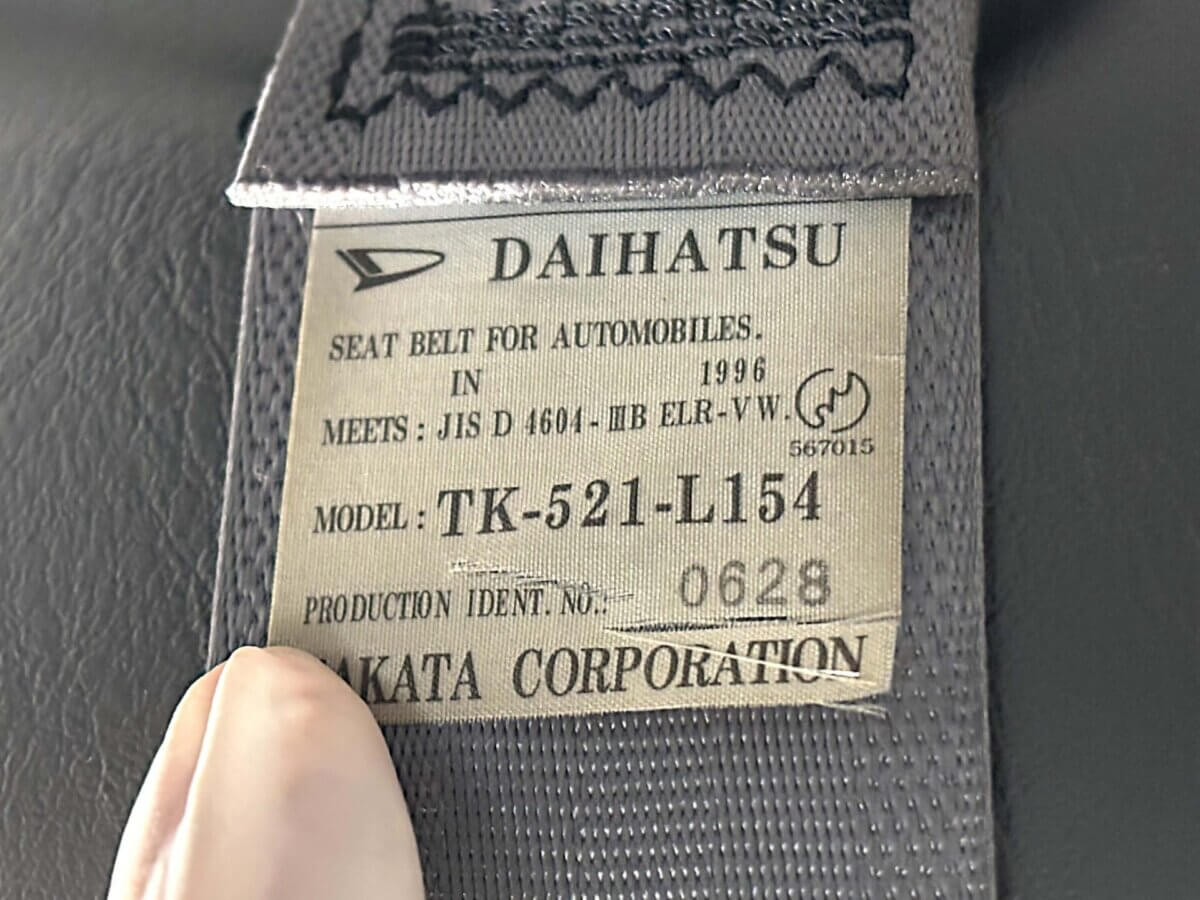 DAIHATSU
SEAT BELT FOR AUTOMOBILES.
IN 1996
MEETS : JIS D 4604 - ⅢB ELR-VW.
567015
MODEL : TK-521-L154
PRODUCTION IDENT. NO.: 0628
AKATA CORPORATION